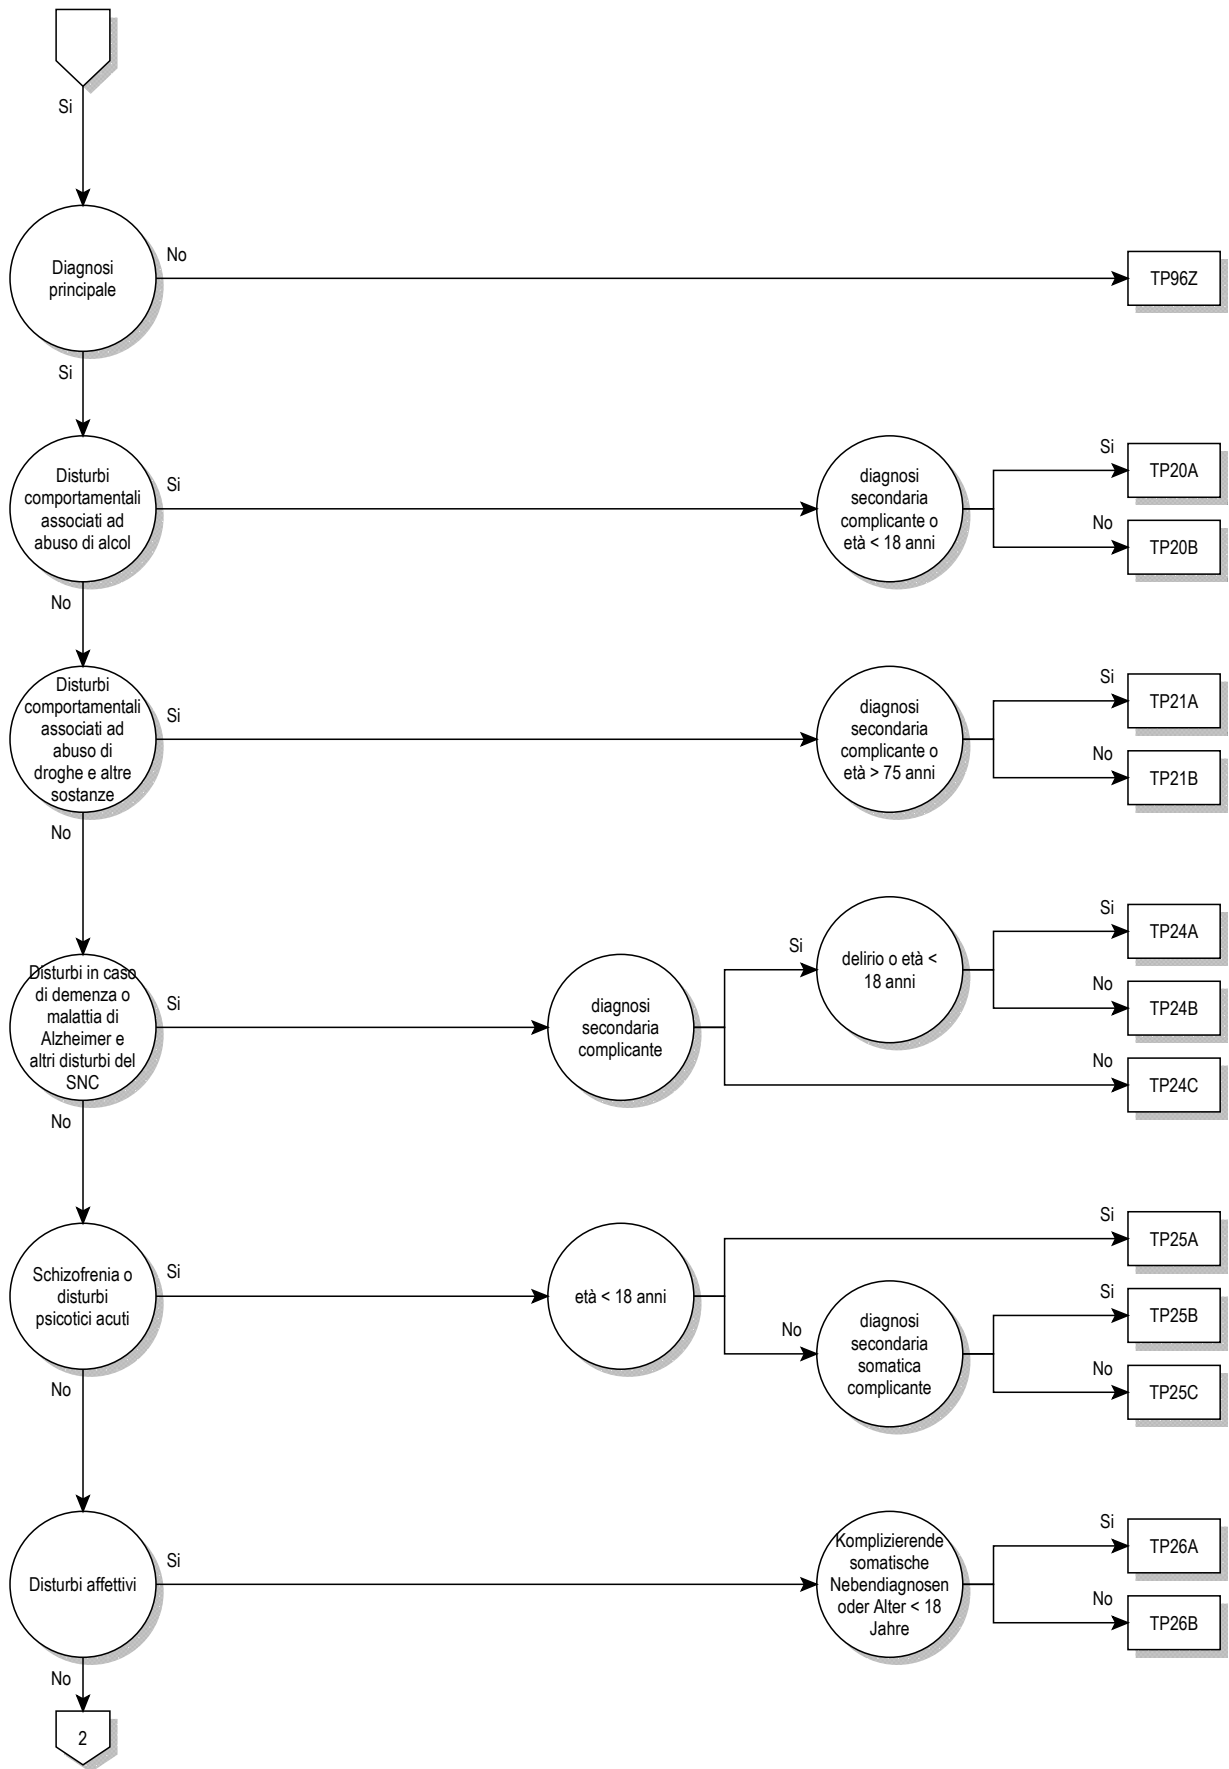 Si
Diagnosi
principale
No
TP96Z
Si
Disturbi
comportamentali
associati ad
abuso di alcol
Si
diagnosi
secondaria
complicante o
età < 18 anni
Si
TP20A
No
TP20B
No
Disturbi
comportamentali
associati ad
abuso di
droghe e altre
sostanze
Si
diagnosi
secondaria
complicante o
età > 75 anni
Si
TP21A
No
TP21B
No
Disturbi in caso
di demenza o
malattia di
Alzheimer e
altri disturbi del
SNC
Si
diagnosi
secondaria
complicante
Si
delirio o età <
18 anni
Si
TP24A
No
TP24B
No
TP24C
No
Schizofrenia o
disturbi
psicotici acuti
Si
età < 18 anni
Si
TP25A
No
diagnosi
secondaria
somatica
complicante
Si
TP25B
No
TP25C
No
Disturbi affettivi
Si
Komplizierende
somatische
Nebendiagnosen
oder Alter < 18
Jahre
Si
TP26A
No
TP26B
No
2